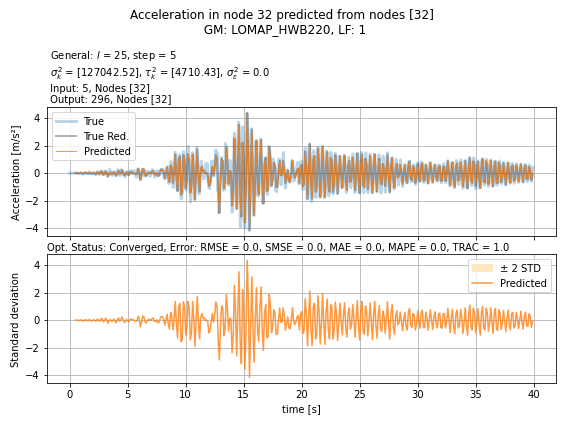 Acceleration in node 32 predicted from nodes [32]
GM: LOMAP_HWB220, LF: 1
General: l = 25, step = 5
σ²ₖ = [127042.52], τ²ₖ = [4710.43], σ²ₑ = 0.0
Input: 5, Nodes [32]
Output: 296, Nodes [32]
Acceleration [m/s²]
4
2
0
−2
−4
True
True Red.
Predicted
Opt. Status: Converged, Error: RMSE = 0.0, SMSE = 0.0, MAE = 0.0, MAPE = 0.0, TRAC = 1.0
Standard deviation
4
2
0
−2
−4
± 2 STD
Predicted
0 5 10 15 20 25 30 35 40
time [s]